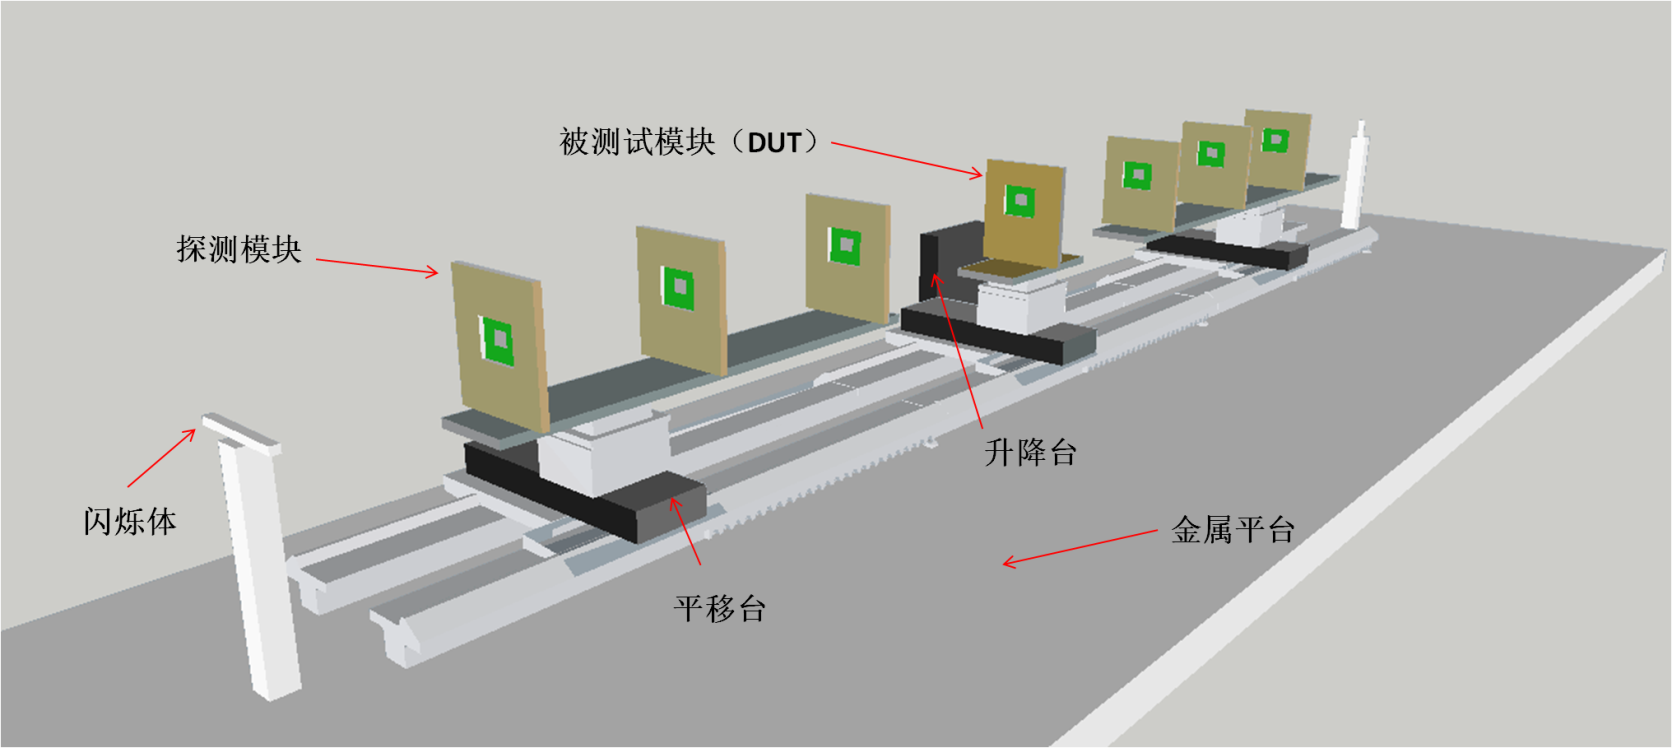 被测试模块（DUT）
探测模块
升降台
闪烁体
金属平台
平移台